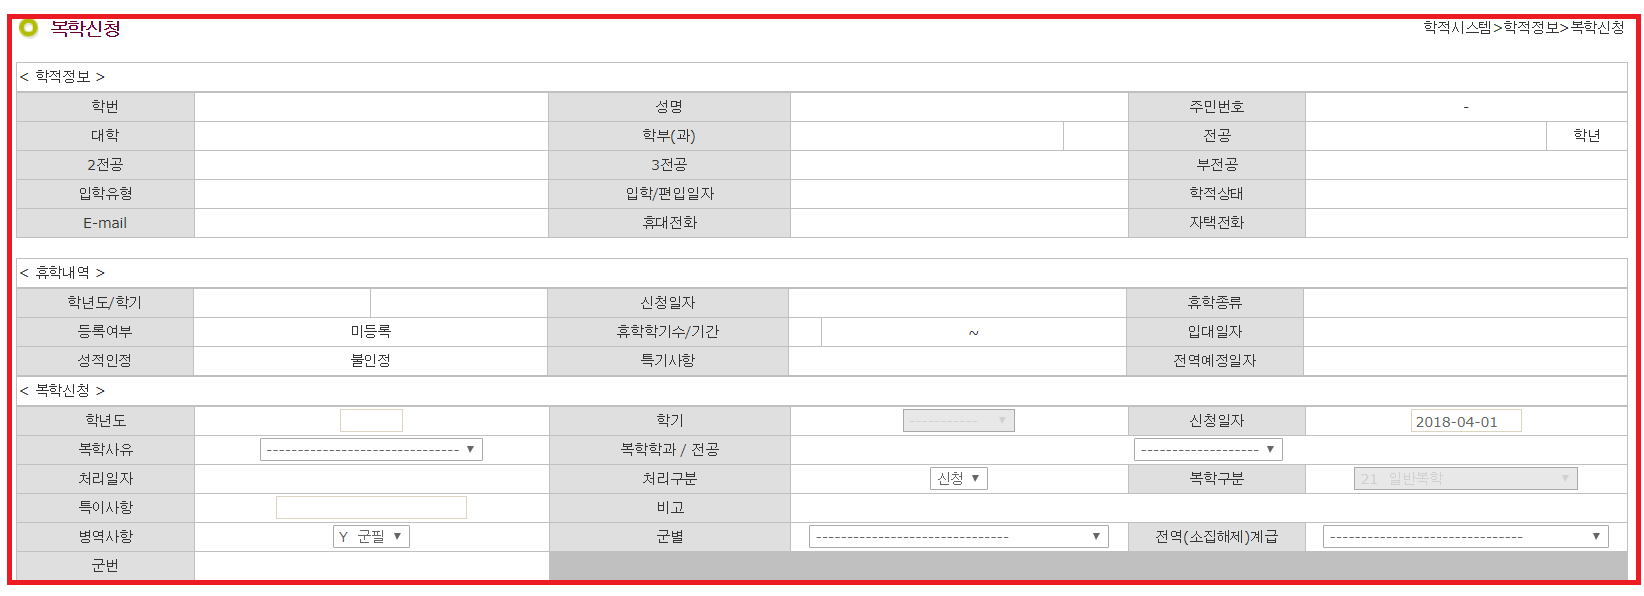 복학신청 학적시스템>학적정보>복학신청
< 학적정보 >
학번 성명 주민번호 -
대학 학부(과) 전공 학년
2전공 3전공 부전공
입학유형 입학/편입일자 학적상태
E-mail 휴대전화 자택전화
< 휴학내역 >
학년도/학기 신청일자 휴학종류
등록여부 미등록 휴학학기수/기간 ~ 입대일자
성적인정 불인정 특기사항 전역예정일자
< 복학신청 >
학년도 학기 ----------- 신청일자 2018-04-01
복학사유 ------------------------------- 복학학과 / 전공 -------------------
처리일자 처리구분 신청 복학구분 21 일반복학
특이사항 비고
병역사항 Y 군필 군별 ------------------------------- 전역(소집해제)계급 -------------------------------
군번